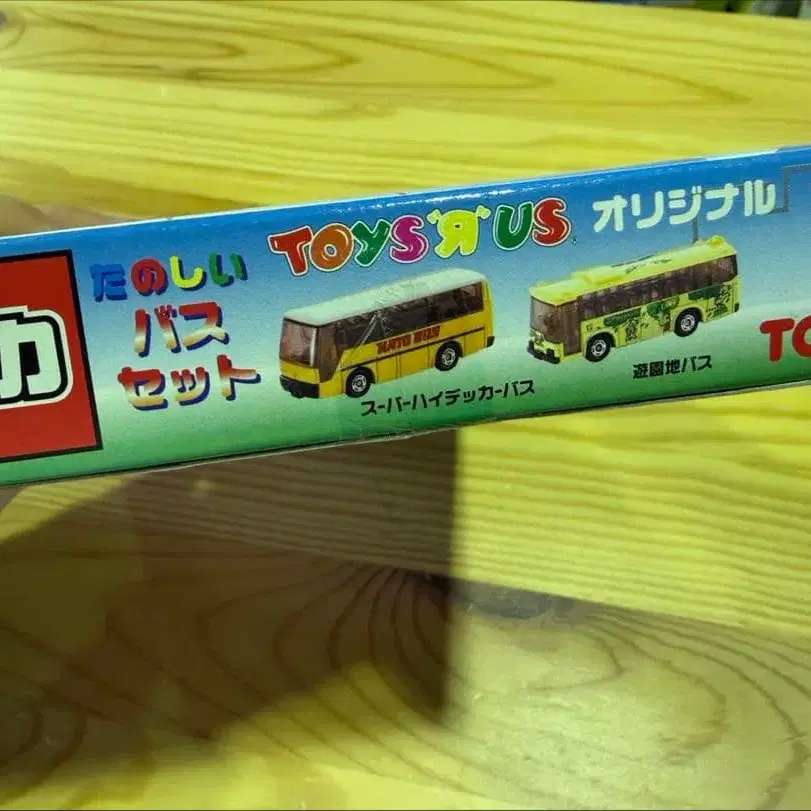 カ
たのしい
バス
セット
TOYS"R"US オリジナル
HATO BUS
スーパーハイデッカーバス
遊園地バス
TO